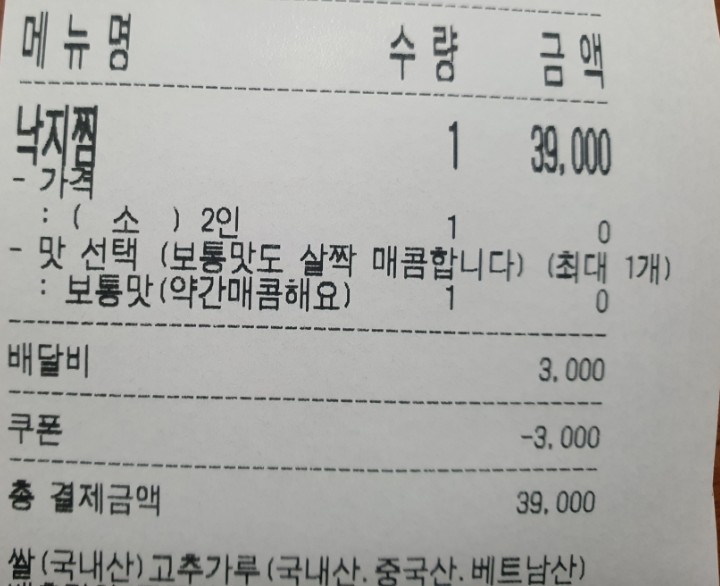 메뉴명 수량 금액
낙지찜 1 39,000
- 가격
: ( 소 ) 2인 1 0
- 맛 선택 (보통맛도 살짝 매콤합니다) (최대 1개)
: 보통맛(약간매콤해요) 1 0
배달비 3,000
쿠폰 -3,000
총 결제금액 39,000
쌀(국내산)고추가루(국내산.중국산.베트남산)